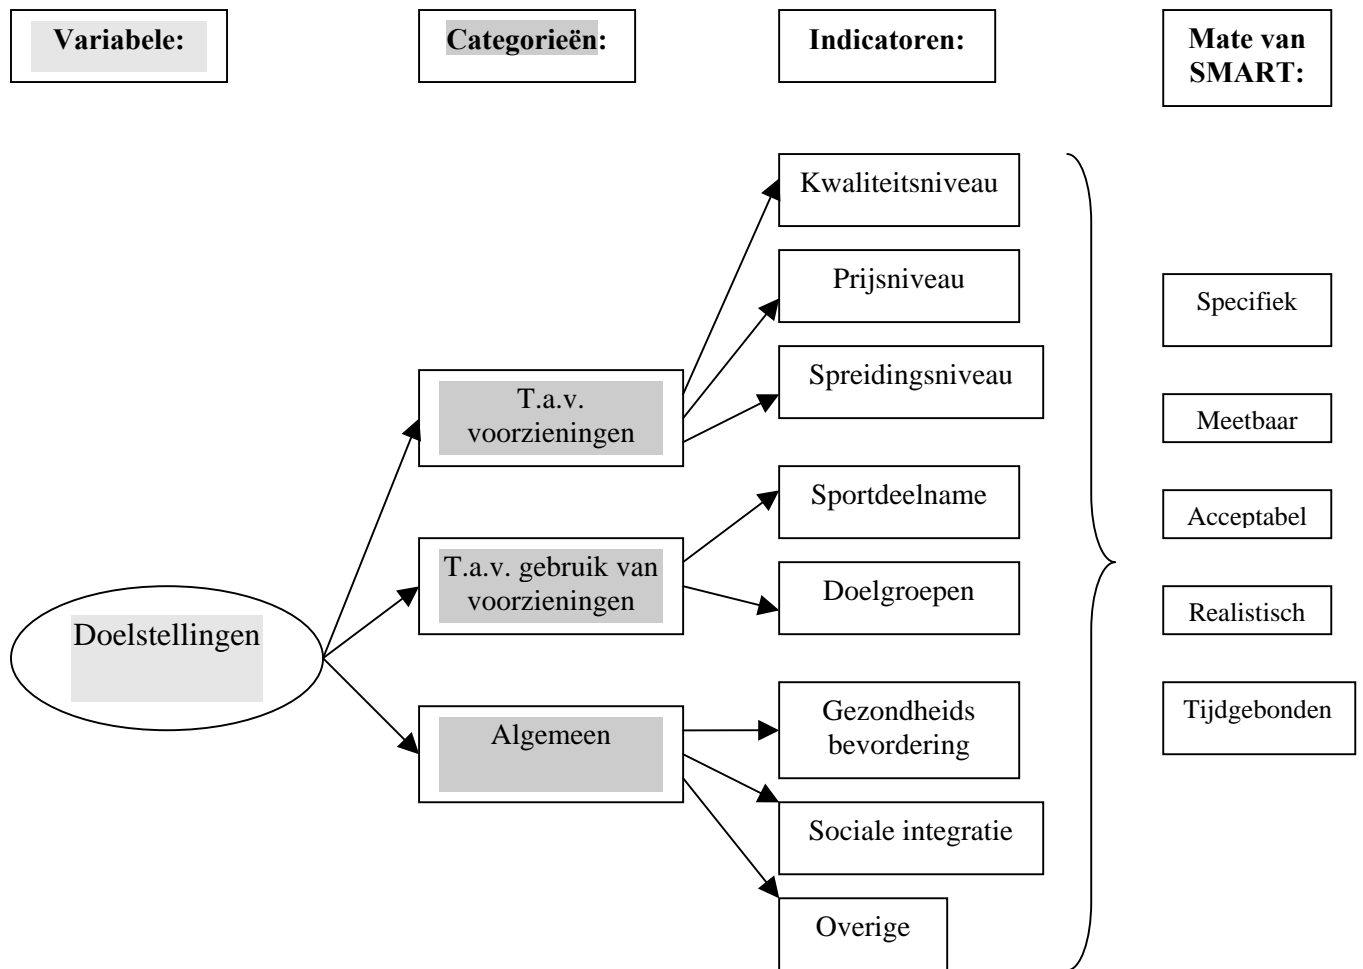 Variabele:
Categorieën:
Indicatoren:
Mate van
SMART:
Kwaliteitsniveau
Prijsniveau
Specifiek
Spreidingsniveau
T.a.v.
voorzieningen
Meetbaar
Sportdeelname
Acceptabel
T.a.v. gebruik van
voorzieningen
Doelgroepen
Realistisch
Doelstellingen
Gezondheids
bevordering
Tijdgebonden
Algemeen
Sociale integratie
Overige